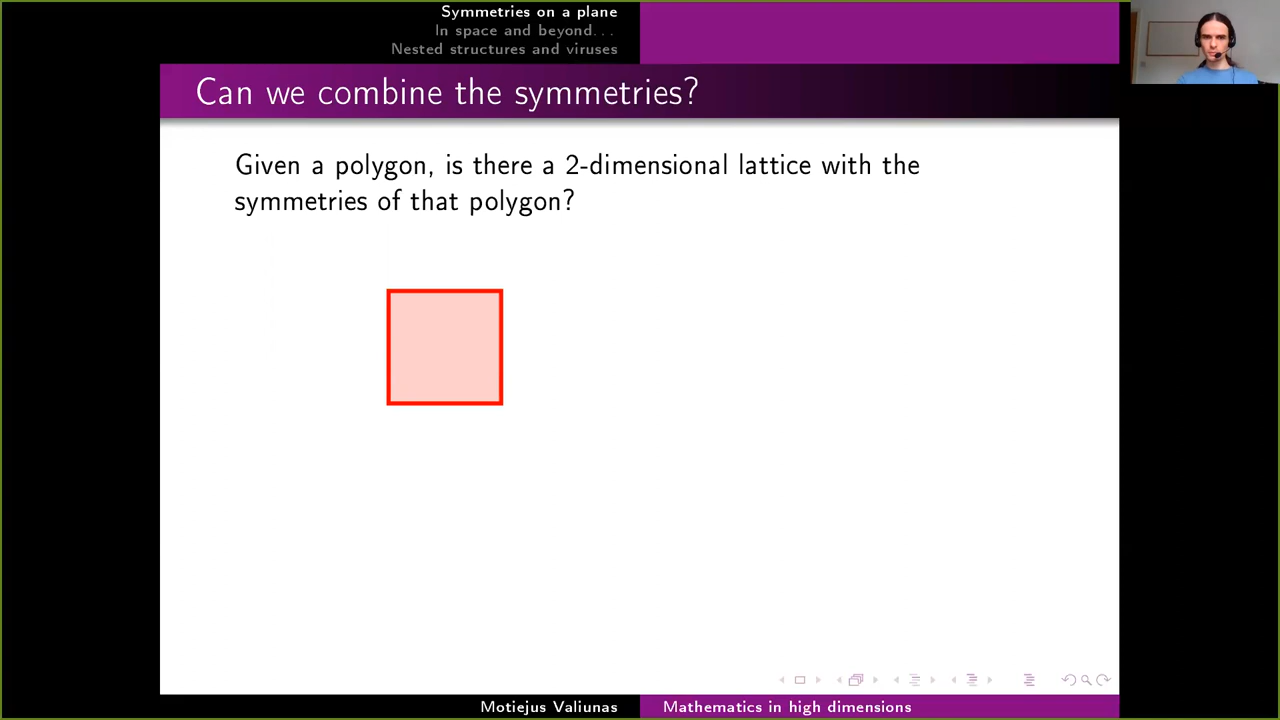 Symmetries on a plane
In space and beyond...
Nested structures and viruses
Can we combine the symmetries?
Given a polygon, is there a 2-dimensional lattice with the
symmetries of that polygon?
Motiejus Valiunas
Mathematics in high dimensions